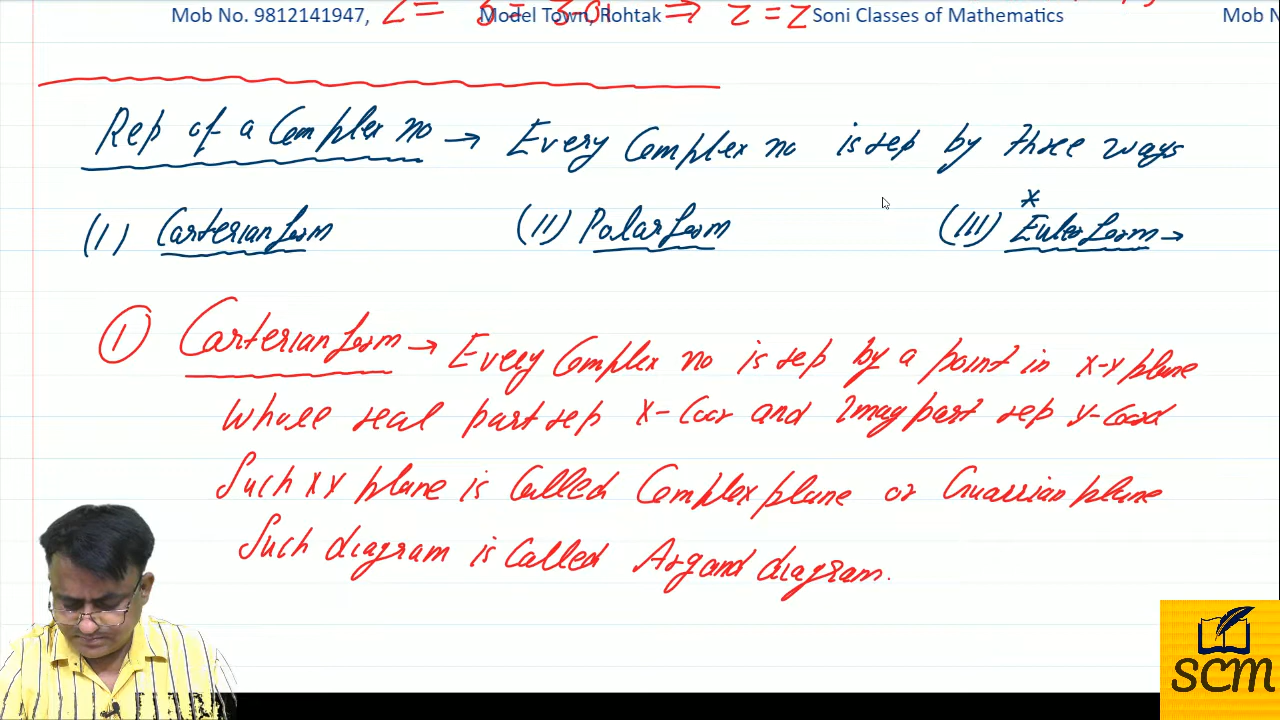 Mob No. 9812141947, Model Town, Rohtak Soni Classes of Mathematics Mob N
z = z
Rep of a Complex no → Every Complex no is rep by three ways
(I) Carterian form (II) Polar form (III) Euler form →
① Carterian form → Every Complex no is rep by a point in X-Y plane
Whose real part rep X-Coor and Imag part rep Y-Coord
Such XY plane is Called Complex plane or Guassian plane
Such diagram is Called Argand diagram.
SCM